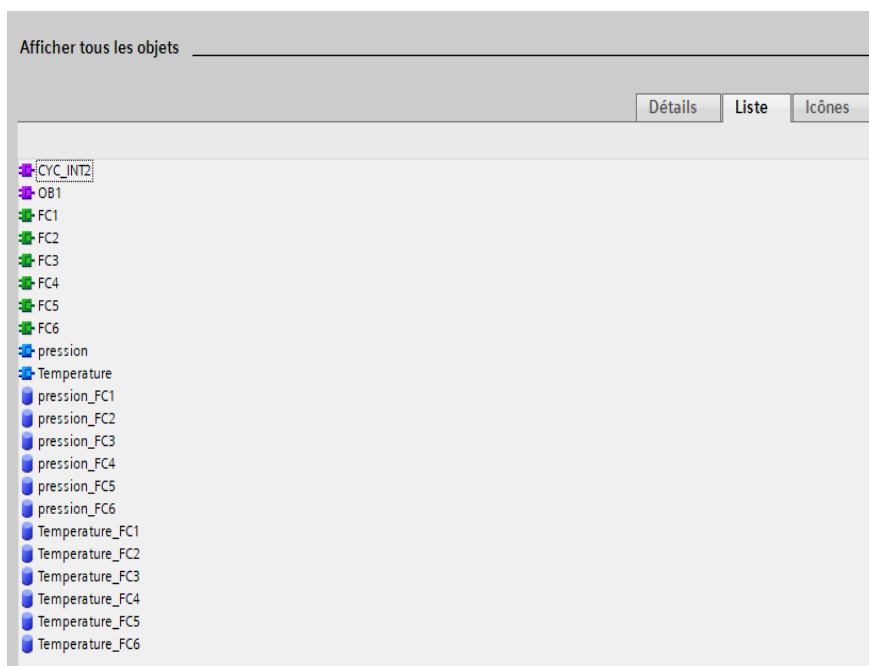 Afficher tous les objets
Détails Liste Icônes
CYC_INT2
OB1
FC1
FC2
FC3
FC4
FC5
FC6
pression
Temperature
pression_FC1
pression_FC2
pression_FC3
pression_FC4
pression_FC5
pression_FC6
Temperature_FC1
Temperature_FC2
Temperature_FC3
Temperature_FC4
Temperature_FC5
Temperature_FC6